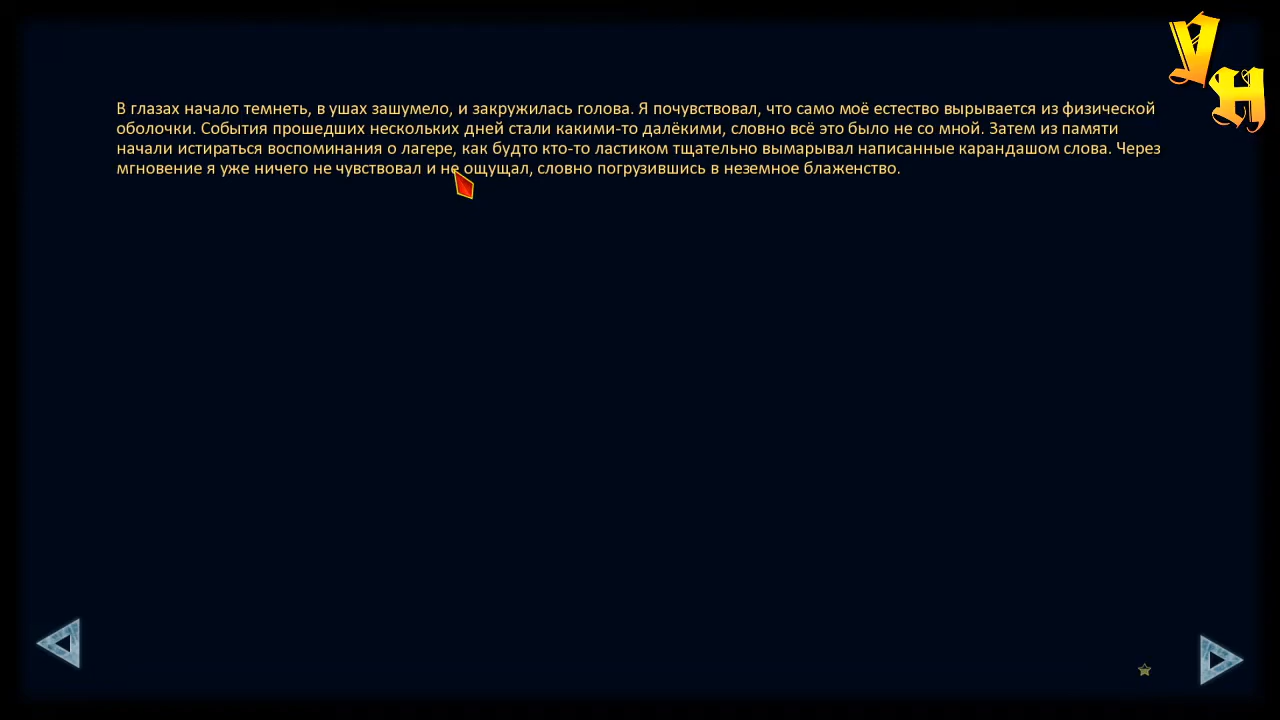 УН
В глазах начало темнеть, в ушах зашумело, и закружилась голова. Я почувствовал, что само моё естество вырывается из физической
оболочки. События прошедших нескольких дней стали какими-то далёкими, словно всё это было не со мной. Затем из памяти
начали истираться воспоминания о лагере, как будто кто-то ластиком тщательно вымарывал написанные карандашом слова. Через
мгновение я уже ничего не чувствовал и не ощущал, словно погрузившись в неземное блаженство.